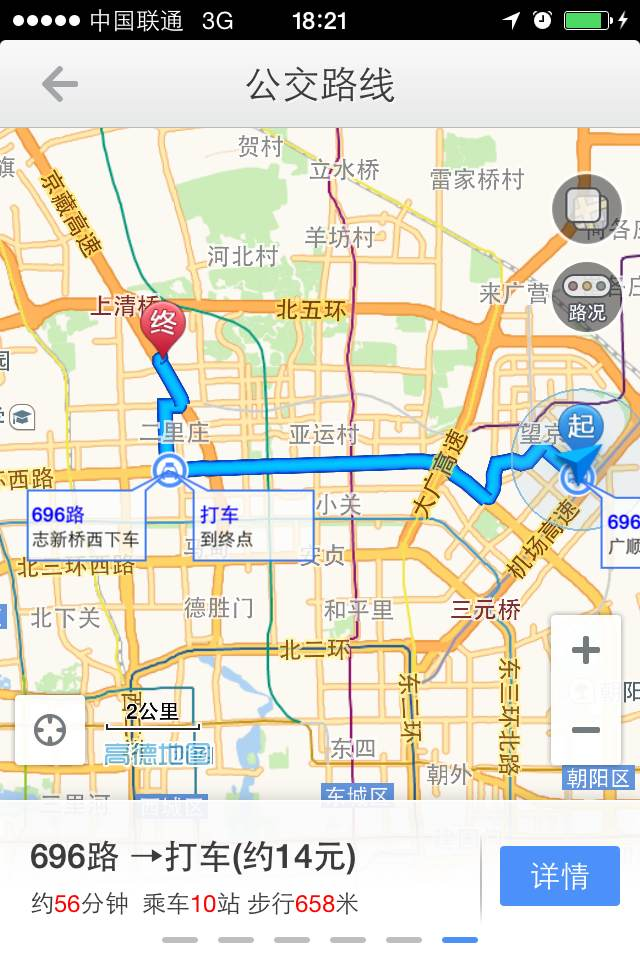 中国联通 3G 18:21
公交路线
贺村
立水桥
雷家桥村
京藏高速
羊坊村
河北村
来广营
上清桥
北五环
路况
终
起
二里庄
亚运村
望京
大广高速
696路
志新桥西下车
打车
到终点
小关
696
广顺
机场高速
安贞
北三环西路
北下关
德胜门
和平里
三元桥
北二环
东二环
东三环北路
2公里
高德地图
东四
朝外
朝阳区
东城区
西城区
三里河
696路 →打车(约14元)
约56分钟 乘车10站 步行658米
详情